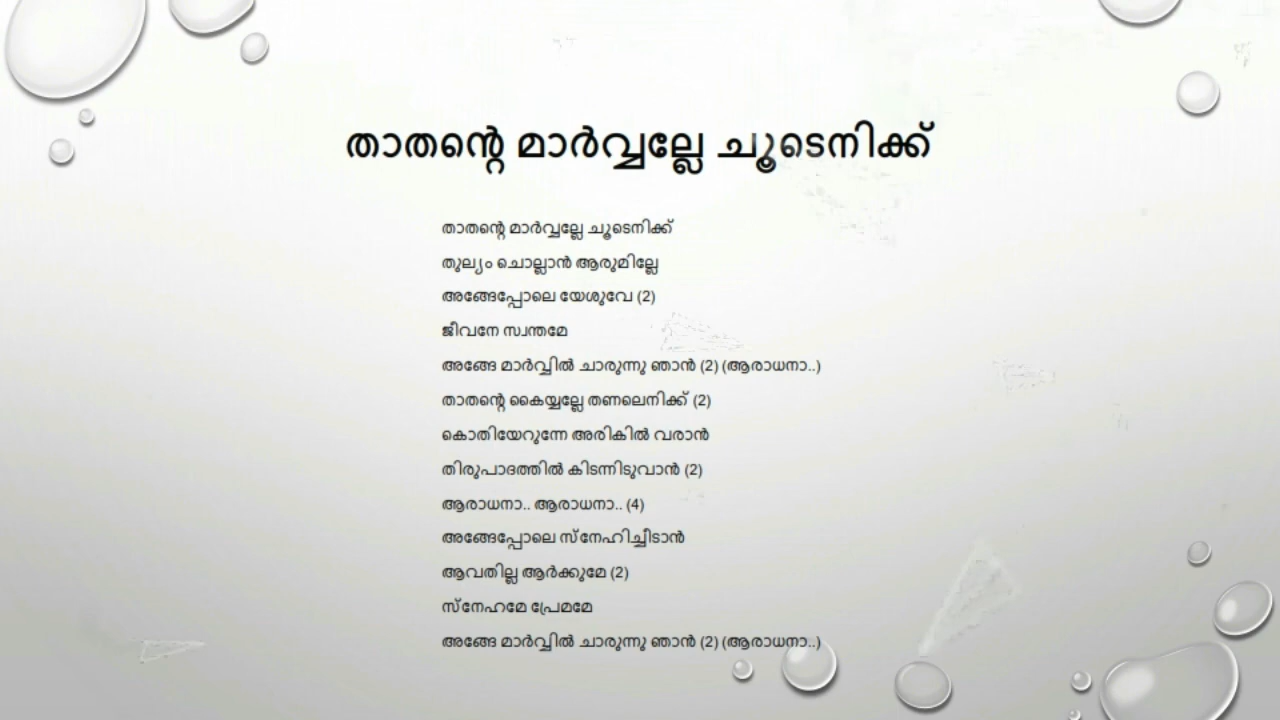 താതന്റെ മാർവ്വല്ലേ ചൂടെനിക്ക്
താതന്റെ മാർവ്വല്ലേ ചൂടെനിക്ക്
തുല്യം ചൊല്ലാൻ ആരുമില്ലേ
അങ്ങേപ്പോലെ യേശുവേ (2)
ജീവനേ സ്വന്തമേ
അങ്ങേ മാർവ്വിൽ ചാരുന്നു ഞാൻ (2) (ആരാധനാ..)
താതന്റെ കൈയ്യല്ലേ തണലെനിക്ക് (2)
കൊതിയേറുന്നേ അരികിൽ വരാൻ
തിരുപാദത്തിൽ കിടന്നിടുവാൻ (2)
ആരാധനാ.. ആരാധനാ.. (4)
അങ്ങേപ്പോലെ സ്നേഹിച്ചീടാൻ
ആവതില്ല ആർക്കുമേ (2)
സ്നേഹമേ പ്രേമമേ
അങ്ങേ മാർവ്വിൽ ചാരുന്നു ഞാൻ (2) (ആരാധനാ..)